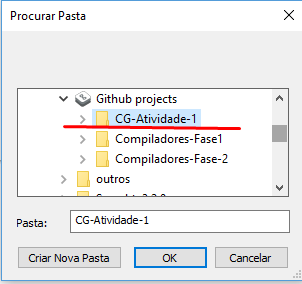 Procurar Pasta
Github projects
CG-Atividade-1
Compiladores-Fase1
Compiladores-Fase-2
outros
Pasta: CG-Atividade-1
Criar Nova Pasta OK Cancelar